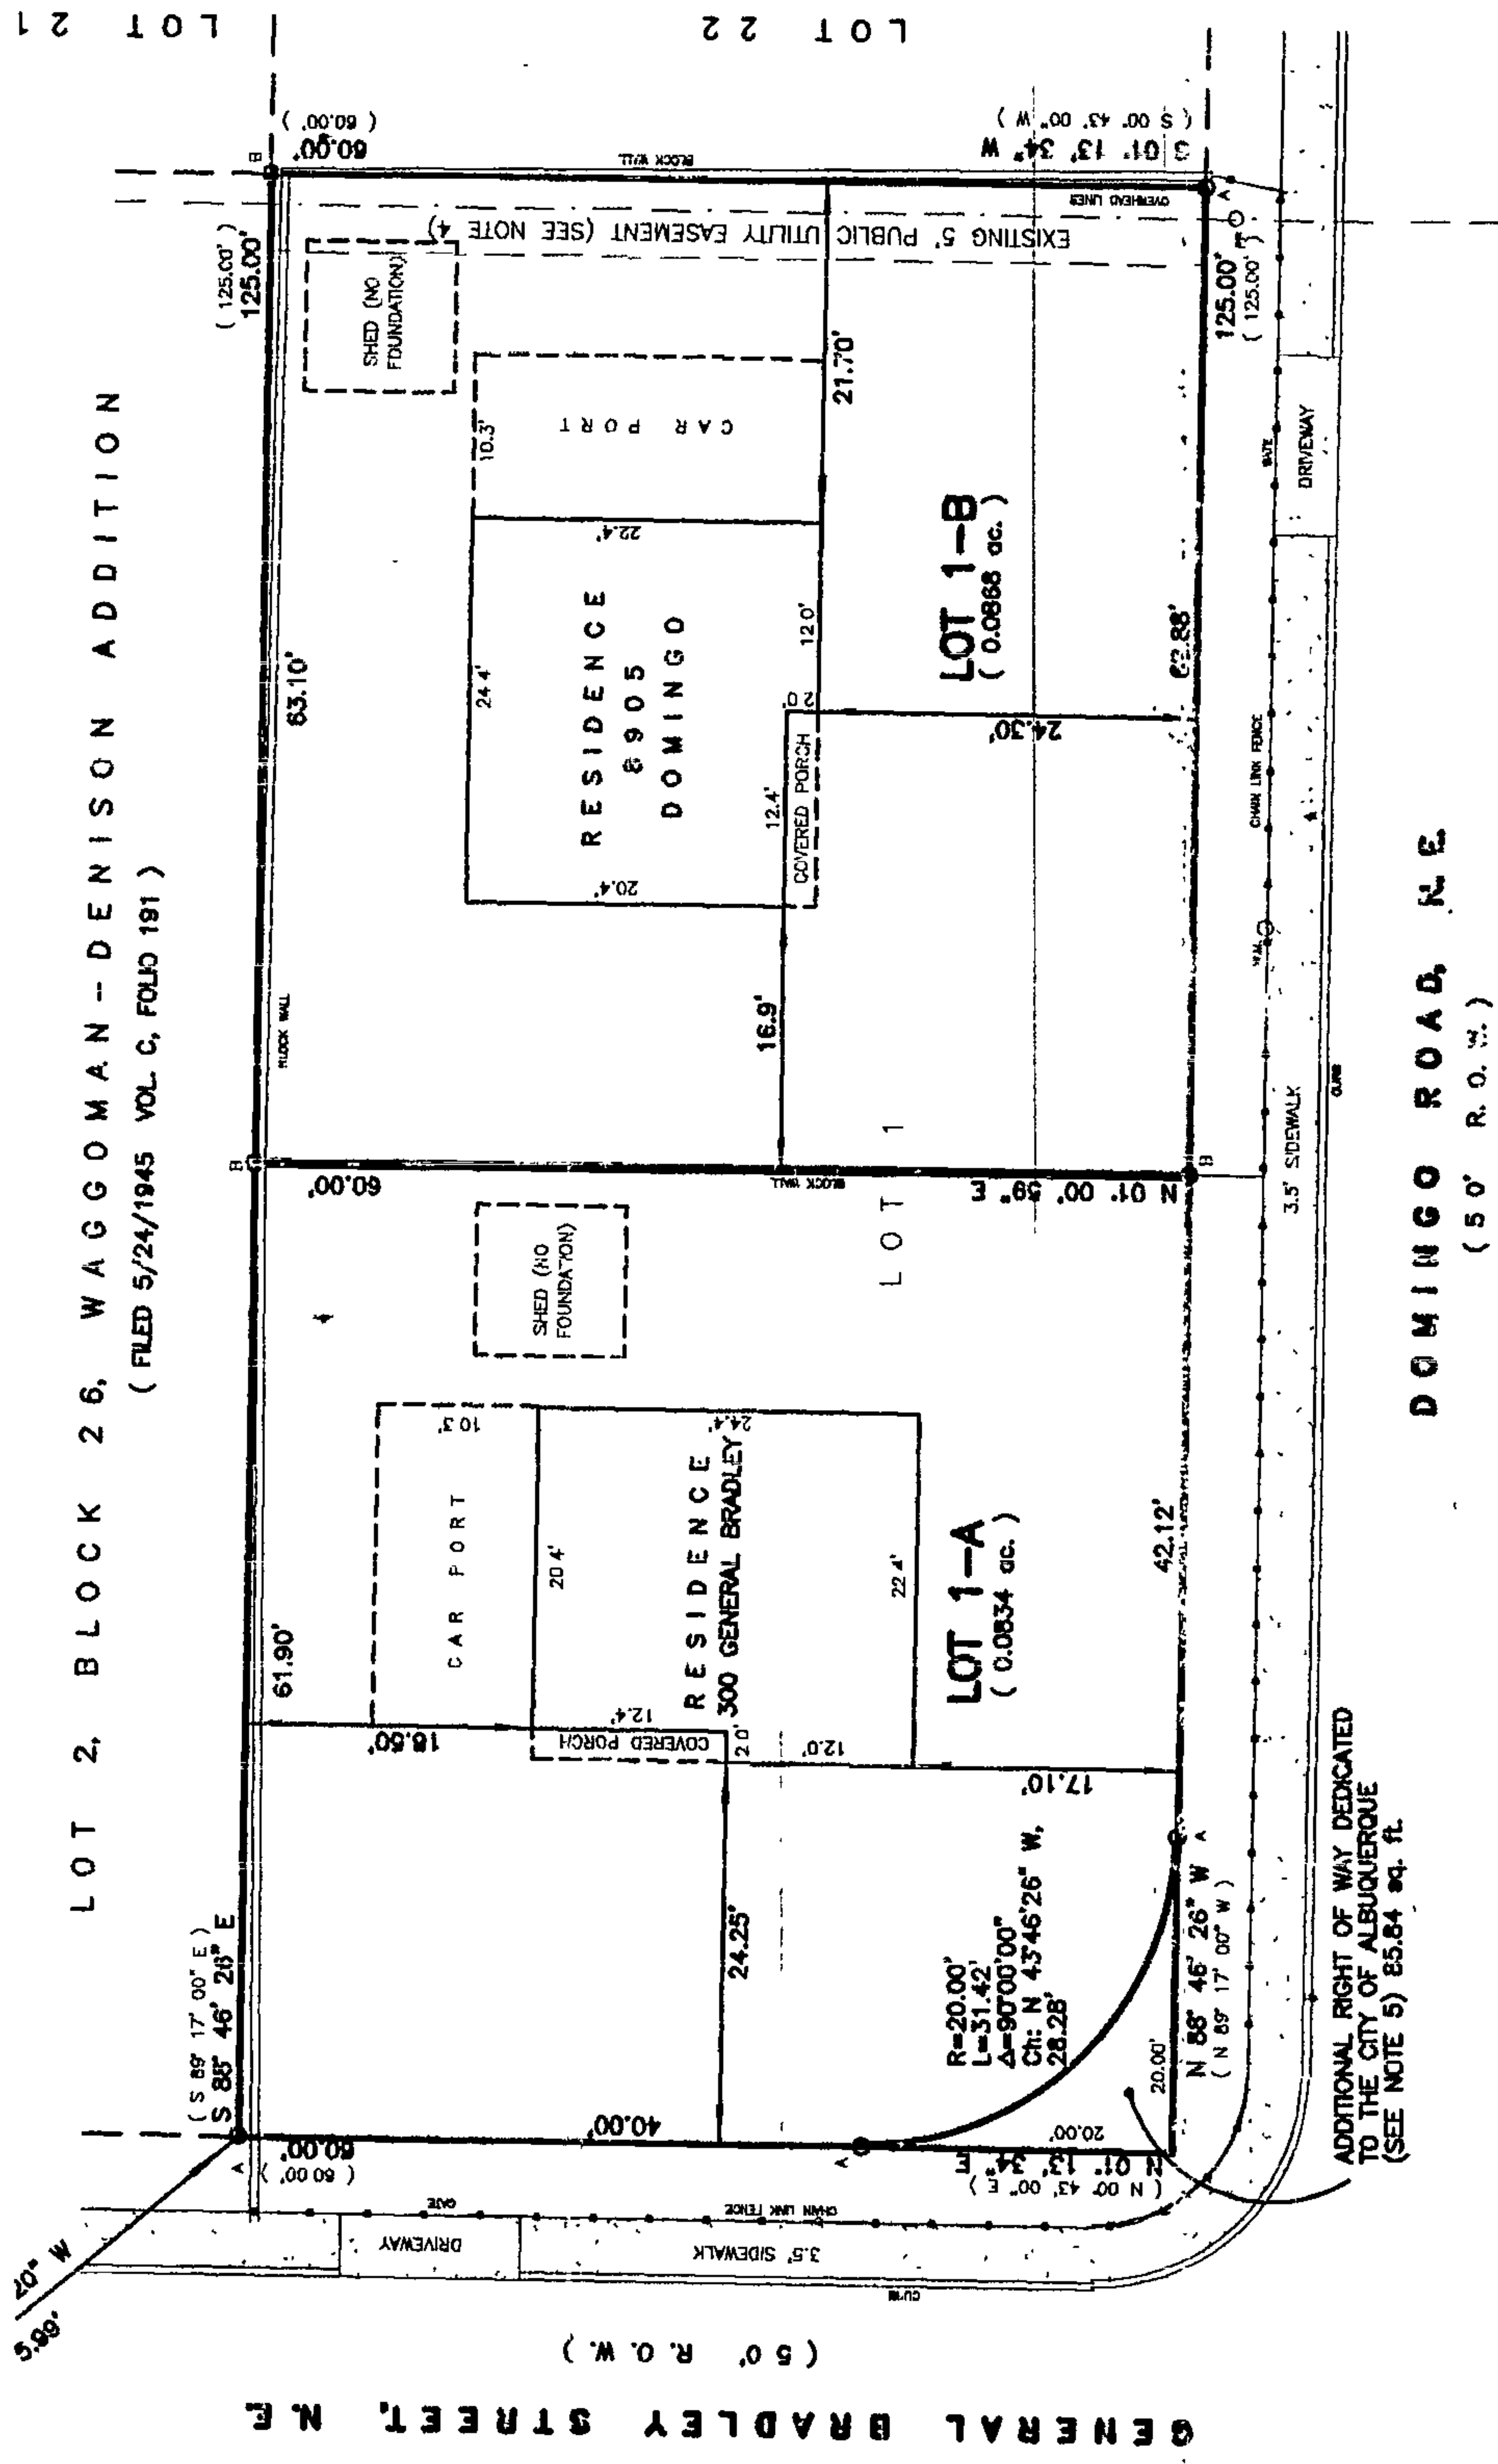 LOT 21
LOT 22
LOT 2, BLOCK 26, WAGGOMAN-DENISON ADDITION
( FILED 5/24/1945 VOL. C, FOLIO 191 )
( 125.00' )
125.00'
( 60.00' )
60.00'
BLOCK WALL
( S 00° 43' 00" W )
S 01° 13' 34" W
OVERHEAD LINES
EXISTING 5' PUBLIC UTILITY EASEMENT (SEE NOTE 4)
SHED (NO
FOUNDATION)
CAR PORT
10.3'
22.4'
21.70'
RESIDENCE
8905
DOMINGO
24.4'
20.4'
12.0'
2.0'
12.4'
COVERED PORCH
24.30'
16.9'
LOT 1-B
( 0.0868 ac. )
63.10'
BLOCK WALL
62.88'
125.00'
( 125.00' )
A
B
GATE
DRIVEWAY
CHAIN LINK FENCE
W.M.
3.5' SIDEWALK
CURB
B
60.00'
BLOCK WALL
N 01° 00' 59" E
B
LOT 1
SHED (NO
FOUNDATION)
CAR PORT
10.3'
24.4'
20.4'
22.4'
RESIDENCE
300 GENERAL BRADLEY
LOT 1-A
( 0.0834 ac. )
42.12'
61.90'
18.50'
12.4'
COVERED PORCH
2.0'
12.0'
17.10'
24.25'
R=20.00'
L=31.42'
Δ=90°00'00"
Ch: N 43°46'26" W,
28.28'
A
N 88° 46' 26" W
( N 89° 17' 00" W )
20.00'
20.00'
( S 89° 17' 00" E )
S 88° 46' 26" E
A
60.00'
( 60.00' )
40.00'
A
N 01° 13' 34" E
( N 00° 43' 00" E )
GATE
CHAIN LINK FENCE
DRIVEWAY
3.5' SIDEWALK
CURB
20" W
ADDITIONAL RIGHT OF WAY DEDICATED
TO THE CITY OF ALBUQUERQUE
(SEE NOTE 5) 85.84 sq. ft.
DOMINGO ROAD, N.E.
( 50' R.O.W. )
( 50' R.O.W. )
GENERAL BRADLEY STREET, N.E.